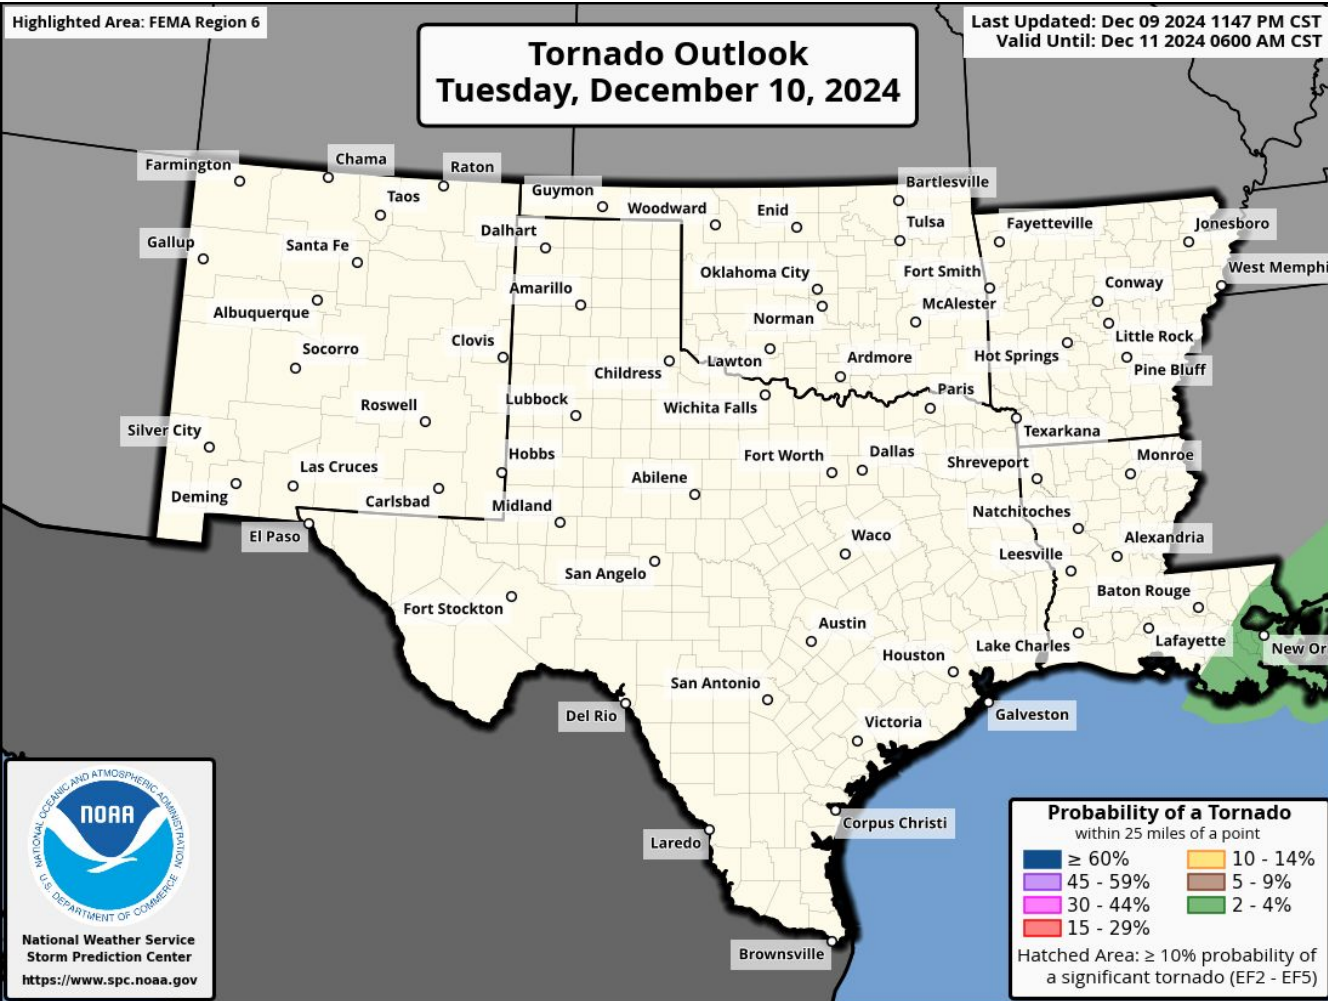 Highlighted Area: FEMA Region 6
Last Updated: Dec 09 2024 1147 PM CST
Valid Until: Dec 11 2024 0600 AM CST
Tornado Outlook
Tuesday, December 10, 2024
Farmington
Chama
Raton
Taos
Guymon
Woodward
Enid
Bartlesville
Tulsa
Fayetteville
Jonesboro
Gallup
Santa Fe
Dalhart
Oklahoma City
Fort Smith
West Memphi
Amarillo
Conway
Albuquerque
Norman
McAlester
Socorro
Clovis
Little Rock
Childress
Lawton
Ardmore
Hot Springs
Pine Bluff
Roswell
Lubbock
Wichita Falls
Paris
Silver City
Texarkana
Las Cruces
Hobbs
Fort Worth
Dallas
Shreveport
Monroe
Deming
Carlsbad
Midland
Abilene
Natchitoches
El Paso
Waco
Leesville
Alexandria
San Angelo
Baton Rouge
Fort Stockton
Austin
Houston
Lake Charles
Lafayette
New Or
San Antonio
Del Rio
Victoria
Galveston
Corpus Christi
Laredo
Brownsville
NATIONAL OCEANIC AND ATMOSPHERIC ADMINISTRATION
NOAA
U.S. DEPARTMENT OF COMMERCE
National Weather Service
Storm Prediction Center
https://www.spc.noaa.gov
Probability of a Tornado
within 25 miles of a point
≥ 60%
45 - 59%
30 - 44%
15 - 29%
10 - 14%
5 - 9%
2 - 4%
Hatched Area: ≥ 10% probability of
a significant tornado (EF2 - EF5)